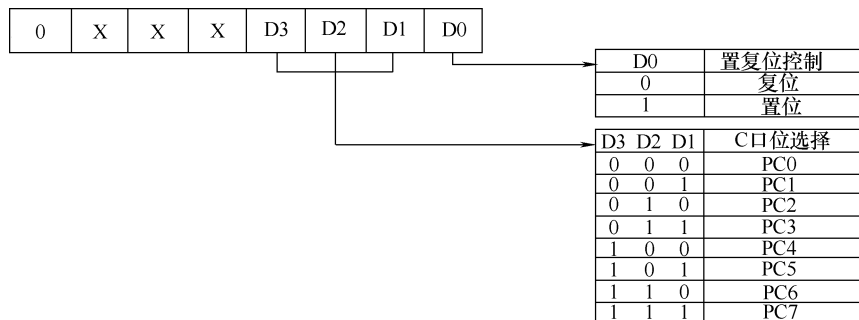 0 X X X D3 D2 D1 D0
D0 置复位控制
0 复位
1 置位
D3 D2 D1 C口位选择
0 0 0 PC0
0 0 1 PC1
0 1 0 PC2
0 1 1 PC3
1 0 0 PC4
1 0 1 PC5
1 1 0 PC6
1 1 1 PC7